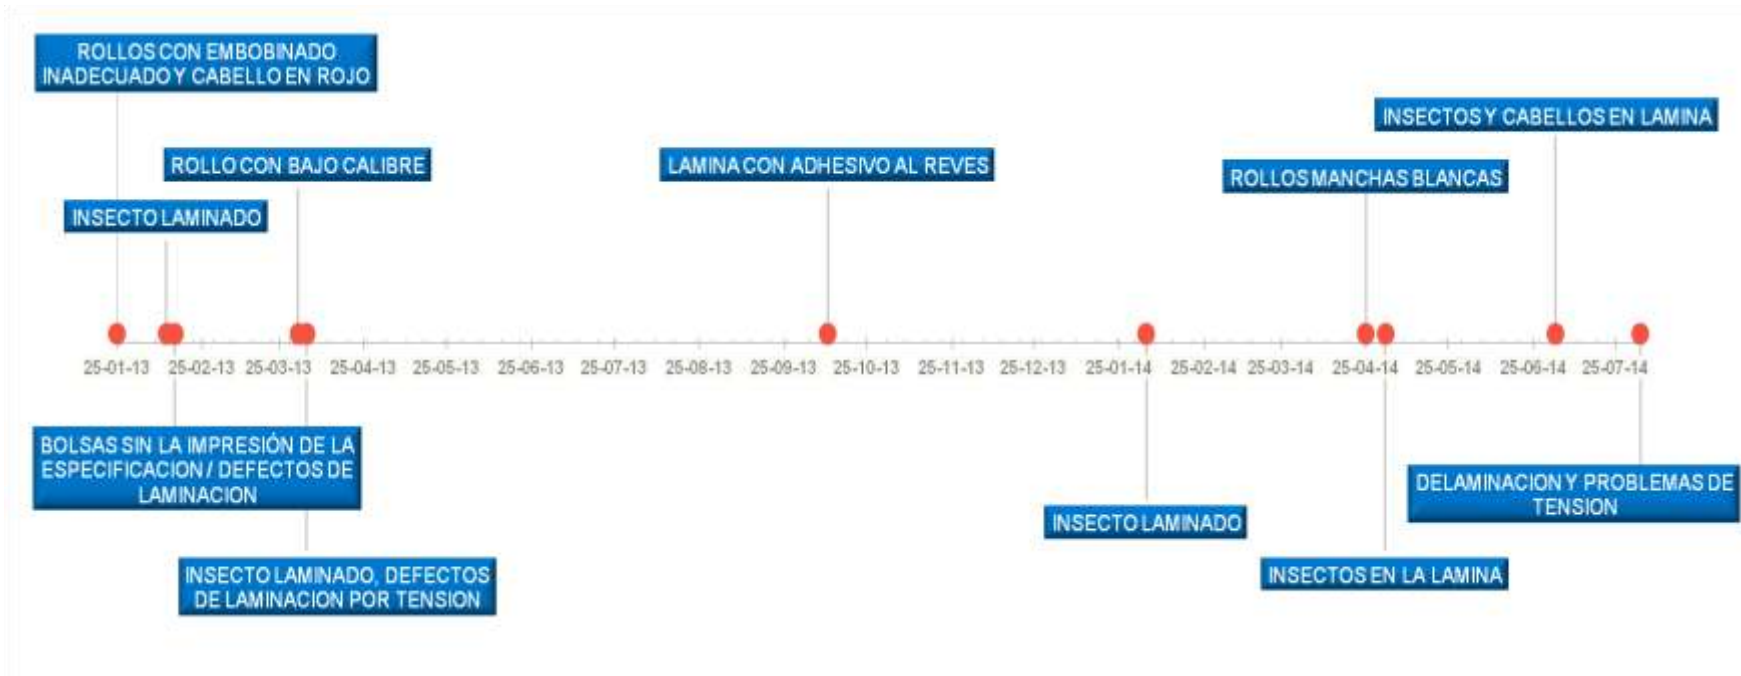 ROLLOS CON EMBOBINADO
INADECUADO Y CABELLO EN ROJO
INSECTOS Y CABELLOS EN LAMINA
ROLLO CON BAJO CALIBRE
LAMINA CON ADHESIVO AL REVES
ROLLOS MANCHAS BLANCAS
INSECTO LAMINADO
25-01-13 25-02-13 25-03-13 25-04-13 25-05-13 25-06-13 25-07-13 25-08-13 25-09-13 25-10-13 25-11-13 25-12-13 25-01-14 25-02-14 25-03-14 25-04-14 25-05-14 25-06-14 25-07-14
BOLSAS SIN LA IMPRESIÓN DE LA
ESPECIFICACION / DEFECTOS DE
LAMINACION
DELAMINACION Y PROBLEMAS DE
TENSION
INSECTO LAMINADO
INSECTO LAMINADO, DEFECTOS
DE LAMINACION POR TENSION
INSECTOS EN LA LAMINA